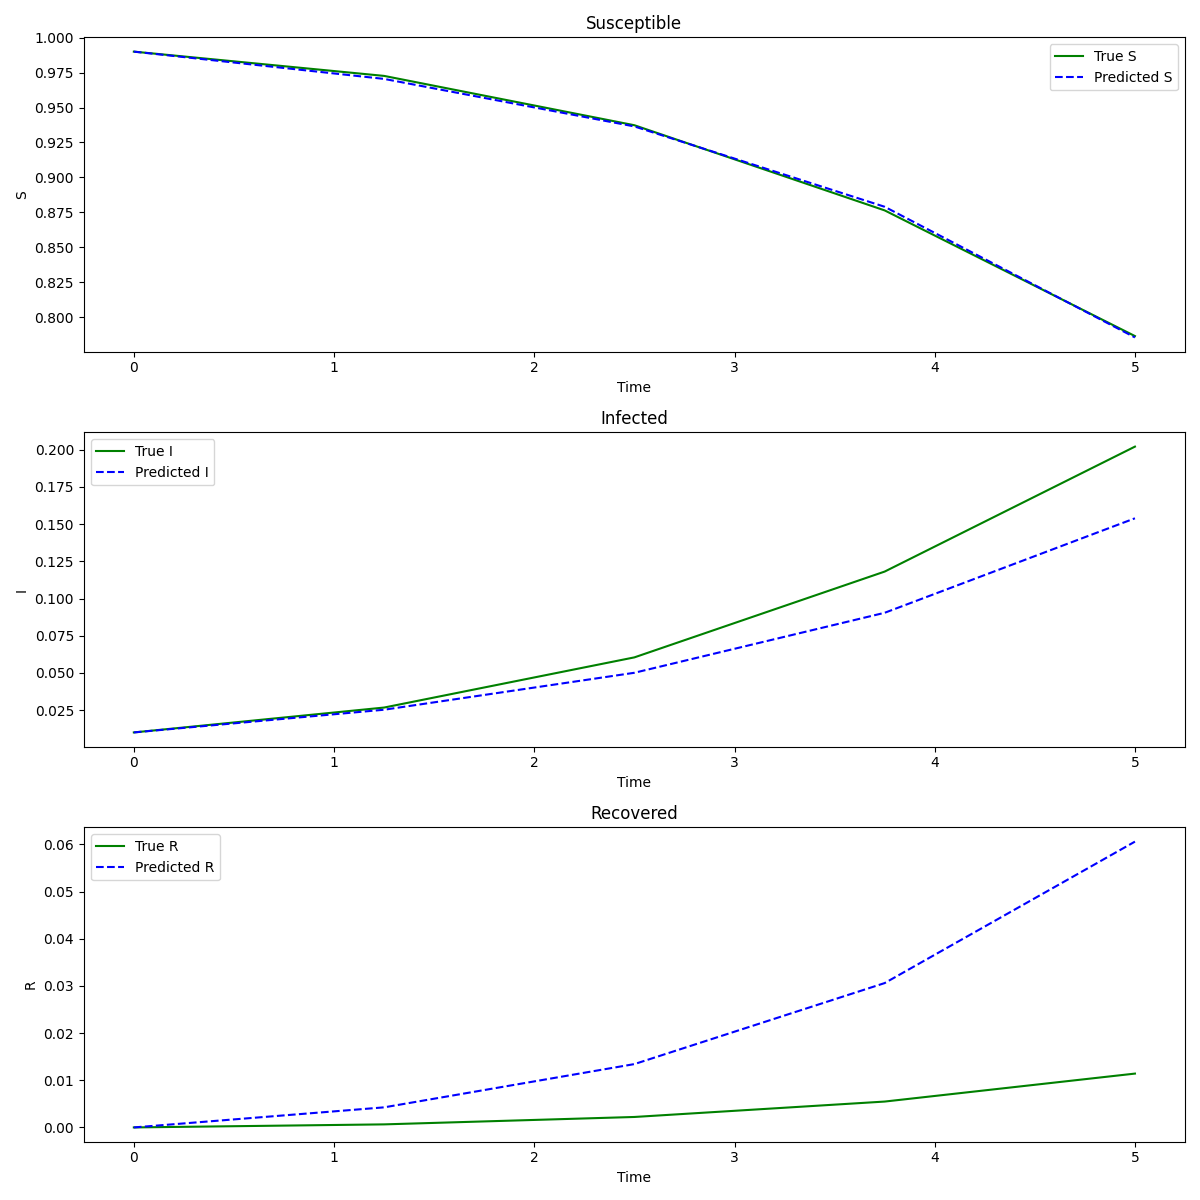 Susceptible
1.000
0.975
0.950
0.925
0.900
0.875
0.850
0.825
0.800
S
True S
Predicted S
0 1 2 3 4 5
Time
Infected
0.200
0.175
0.150
0.125
0.100
0.075
0.050
0.025
I
True I
Predicted I
0 1 2 3 4 5
Time
Recovered
0.06
0.05
0.04
0.03
0.02
0.01
0.00
R
True R
Predicted R
0 1 2 3 4 5
Time